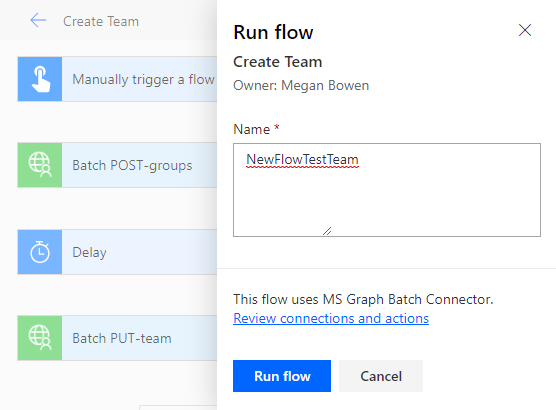 Create Team
Manually trigger a flow
Batch POST-groups
Delay
Batch PUT-team
Run flow
Create Team
Owner: Megan Bowen
Name *
NewFlowTestTeam
This flow uses MS Graph Batch Connector.
Review connections and actions
Run flow
Cancel